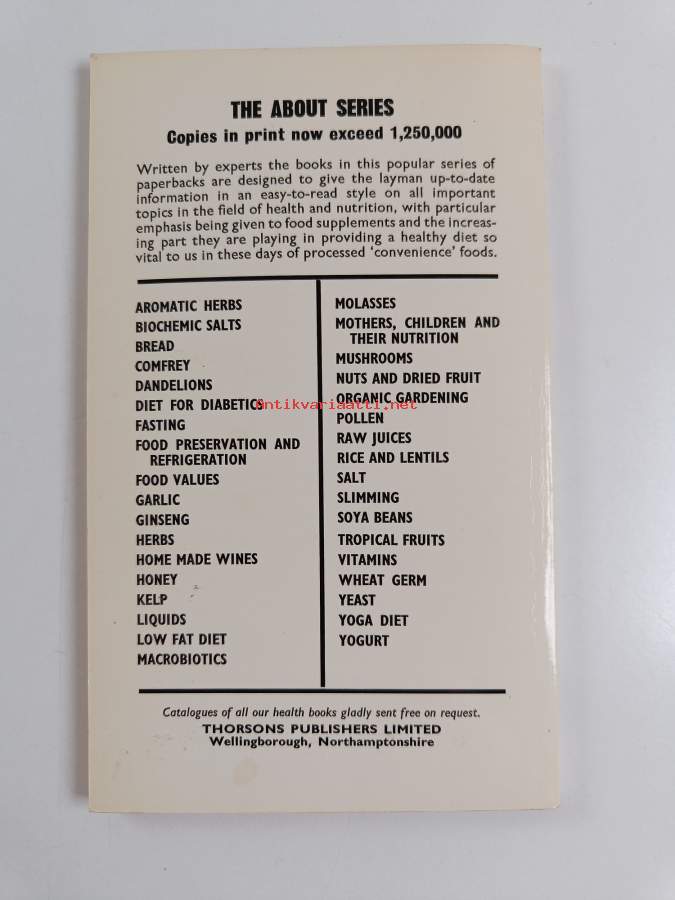 THE ABOUT SERIES
Copies in print now exceed 1,250,000
Written by experts the books in this popular series of
paperbacks are designed to give the layman up-to-date
information in an easy-to-read style on all important
topics in the field of health and nutrition, with particular
emphasis being given to food supplements and the increas-
ing part they are playing in providing a healthy diet so
vital to us in these days of processed ‘convenience’ foods.
AROMATIC HERBS
BIOCHEMIC SALTS
BREAD
COMFREY
DANDELIONS
DIET FOR DIABETICS
FASTING
FOOD PRESERVATION AND
REFRIGERATION
FOOD VALUES
GARLIC
GINSENG
HERBS
HOME MADE WINES
HONEY
KELP
LIQUIDS
LOW FAT DIET
MACROBIOTICS
MOLASSES
MOTHERS, CHILDREN AND
THEIR NUTRITION
MUSHROOMS
NUTS AND DRIED FRUIT
ORGANIC GARDENING
POLLEN
RAW JUICES
RICE AND LENTILS
SALT
SLIMMING
SOYA BEANS
TROPICAL FRUITS
VITAMINS
WHEAT GERM
YEAST
YOGA DIET
YOGURT
Antikvariaatti.net
Catalogues of all our health books gladly sent free on request.
THORSONS PUBLISHERS LIMITED
Wellingborough, Northamptonshire